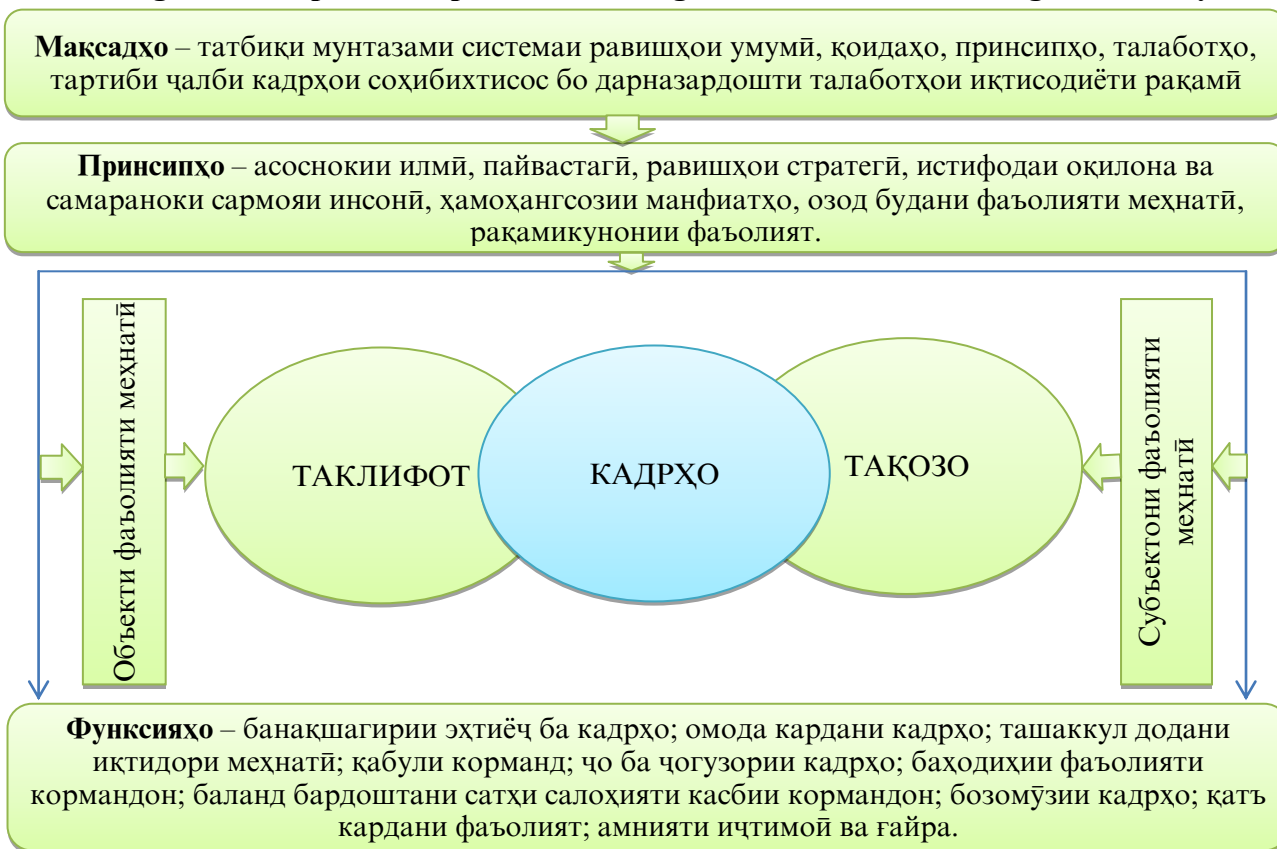 Мақсадҳо – татбиқи мунтазами системаи равишҳои умумӣ, қоидаҳо, принсипҳо, талаботҳо,
тартиби ҷалби кадрҳои соҳибихтисос бо дарназардошти талаботҳои иқтисодиёти рақамӣ
Принсипҳо – асоснокии илмӣ, пайвастагӣ, равишҳои стратегӣ, истифодаи оқилона ва
самараноки сармояи инсонӣ, ҳамоҳангсозии манфиатҳо, озод будани фаъолияти меҳнатӣ,
рақамикунонии фаъолият.
Объекти фаъолияти меҳнатӣ
ТАКЛИФОТ
КАДРҲО
ТАҚОЗО
Субъектони фаъолияти
меҳнатӣ
Функсияҳо – банақшагирии эҳтиёҷ ба кадрҳо; омода кардани кадрҳо; ташаккул додани
иқтидори меҳнатӣ; қабули корманд; ҷо ба ҷогузории кадрҳо; баҳодиҳии фаъолияти
кормандон; баланд бардоштани сатҳи салоҳияти касбии кормандон; бозомӯзии кадрҳо; қатъ
кардани фаъолият; амнияти иҷтимоӣ ва ғайра.